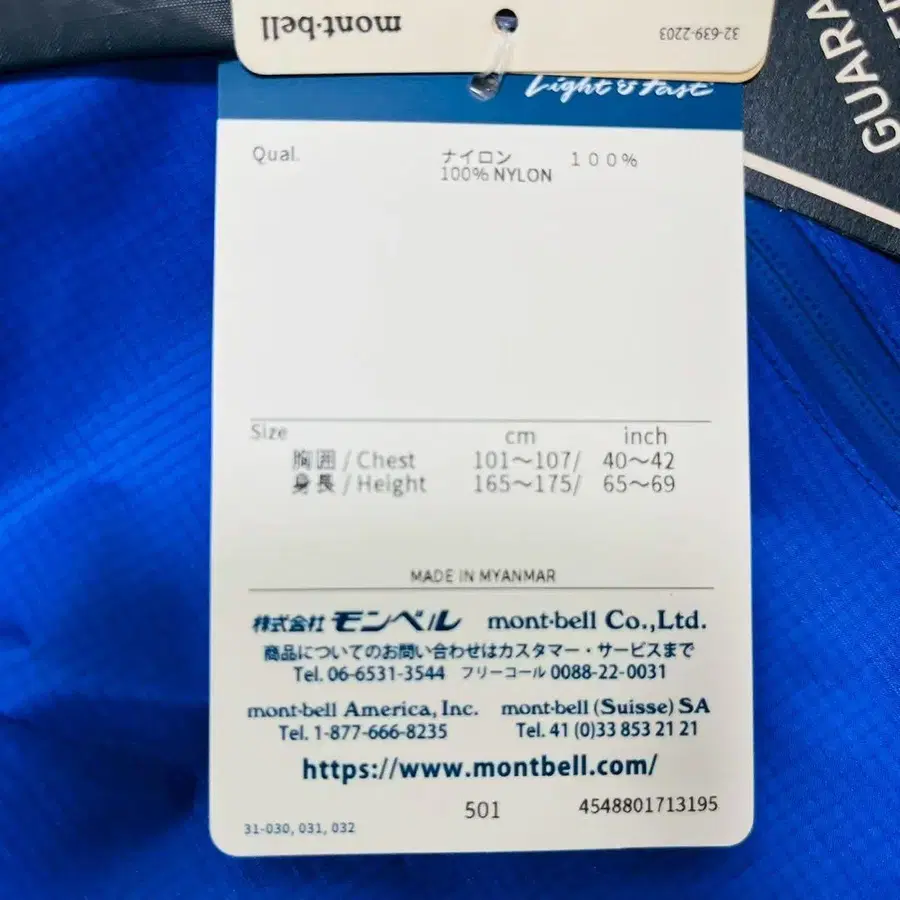 mont-bell
32-639-2203
GUARA
Light & Fast
Qual. ナイロン 100%
100% NYLON
Size cm inch
胸囲 / Chest 101～107/ 40～42
身長 / Height 165～175/ 65～69
MADE IN MYANMAR
株式会社 モンベル mont-bell Co.,Ltd.
商品についてのお問い合わせはカスタマー・サービスまで
Tel. 06-6531-3544 フリーコール 0088-22-0031
mont-bell America, Inc. mont-bell (Suisse) SA
Tel. 1-877-666-8235 Tel. 41 (0)33 853 21 21
https://www.montbell.com/
501 4548801713195
31-030, 031, 032